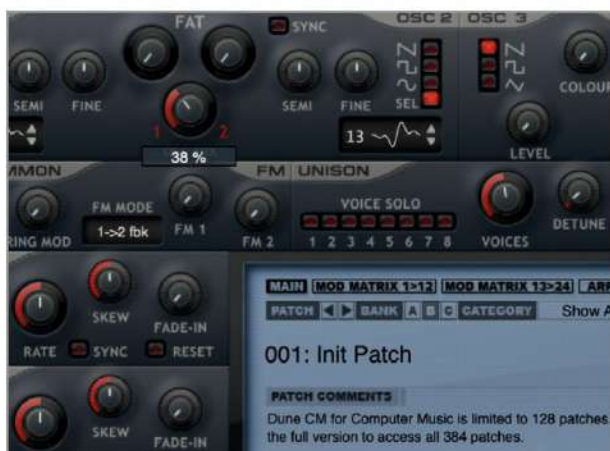 FAT
SYNC
OSC 2
OSC 3
SEMI
FINE
SEMI
FINE
SEL
COLOUR
1
2
38 %
13
LEVEL
MMON
FM
UNISON
FM MODE
1->2 fbk
RING MOD
FM 1
FM 2
VOICE SOLO
1 2 3 4 5 6 7 8
VOICES
DETUNE
SKEW
FADE-IN
RATE
SYNC
RESET
SKEW
FADE-IN
MAIN MOD MATRIX 1>12 MOD MATRIX 13>24 ARP
PATCH BANK A B C CATEGORY Show A
001: Init Patch
PATCH COMMENTS
Dune CM for Computer Music is limited to 128 patches.
the full version to access all 384 patches.